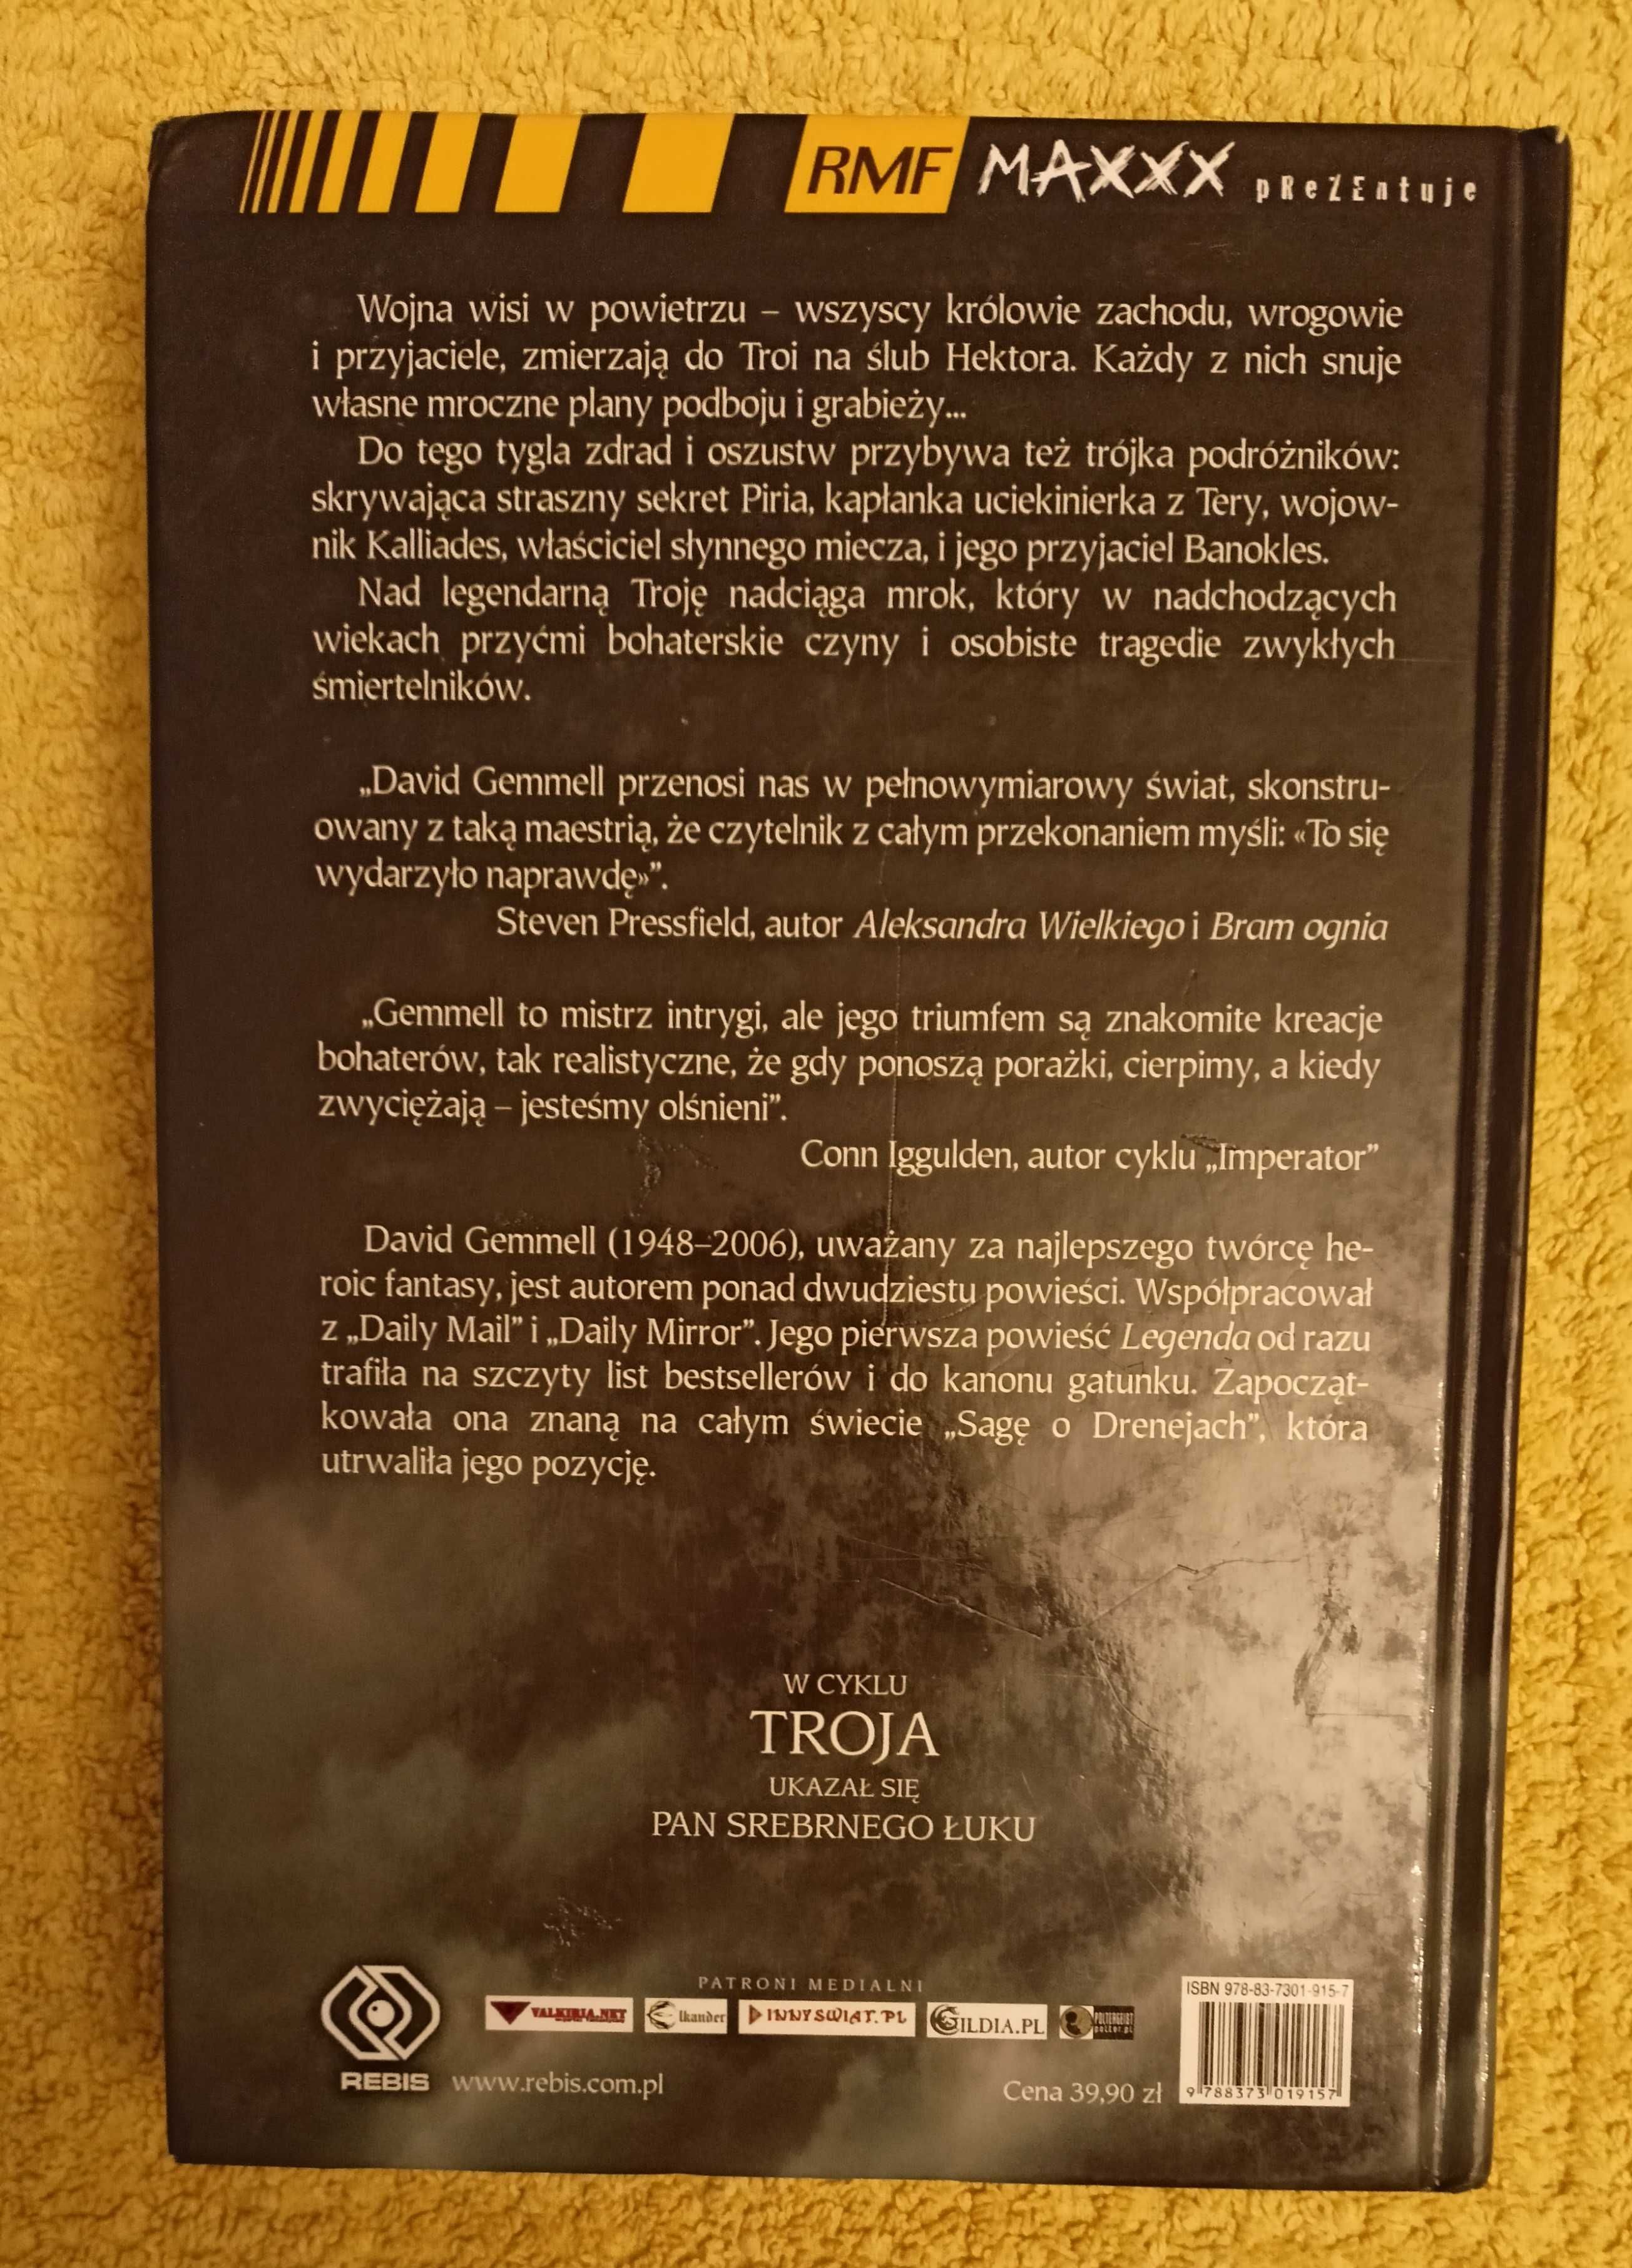 RMF MAXXX pReZEntuje
Wojna wisi w powietrzu – wszyscy królowie zachodu, wrogowie
i przyjaciele, zmierzają do Troi na ślub Hektora. Każdy z nich snuje
własne mroczne plany podboju i grabieży...
Do tego tygla zdrad i oszustw przybywa też trójka podróżników:
skrywająca straszny sekret Piria, kapłanka uciekinierka z Tery, wojow-
nik Kalliades, właściciel słynnego miecza, i jego przyjaciel Banokles.
Nad legendarną Troję nadciąga mrok, który w nadchodzących
wiekach przyćmi bohaterskie czyny i osobiste tragedie zwykłych
śmiertelników.
„David Gemmell przenosi nas w pełnowymiarowy świat, skonstru-
owany z taką maestrią, że czytelnik z całym przekonaniem myśli: «To się
wydarzyło naprawdę»”.
Steven Pressfield, autor Aleksandra Wielkiego i Bram ognia
„Gemmell to mistrz intrygi, ale jego triumfem są znakomite kreacje
bohaterów, tak realistyczne, że gdy ponoszą porażki, cierpimy, a kiedy
zwyciężają – jesteśmy olśnieni”.
Conn Iggulden, autor cyklu „Imperator”
David Gemmell (1948–2006), uważany za najlepszego twórcę he-
roic fantasy, jest autorem ponad dwudziestu powieści. Współpracował
z „Daily Mail” i „Daily Mirror”. Jego pierwsza powieść Legenda od razu
trafiła na szczyty list bestsellerów i do kanonu gatunku. Zapocząt-
kowała ona znaną na całym świecie „Sagę o Drenejach”, która
utrwaliła jego pozycję.
W CYKLU
TROJA
UKAZAŁ SIĘ
PAN SREBRNEGO ŁUKU
PATRONI MEDIALNI
VALKIRIA.NET Elkander INNYSWIAT.PL GILDIA.PL POLTERGEIST polter.pl
REBIS www.rebis.com.pl
Cena 39,90 zł
ISBN 978-83-7301-915-7
9 788373 019157